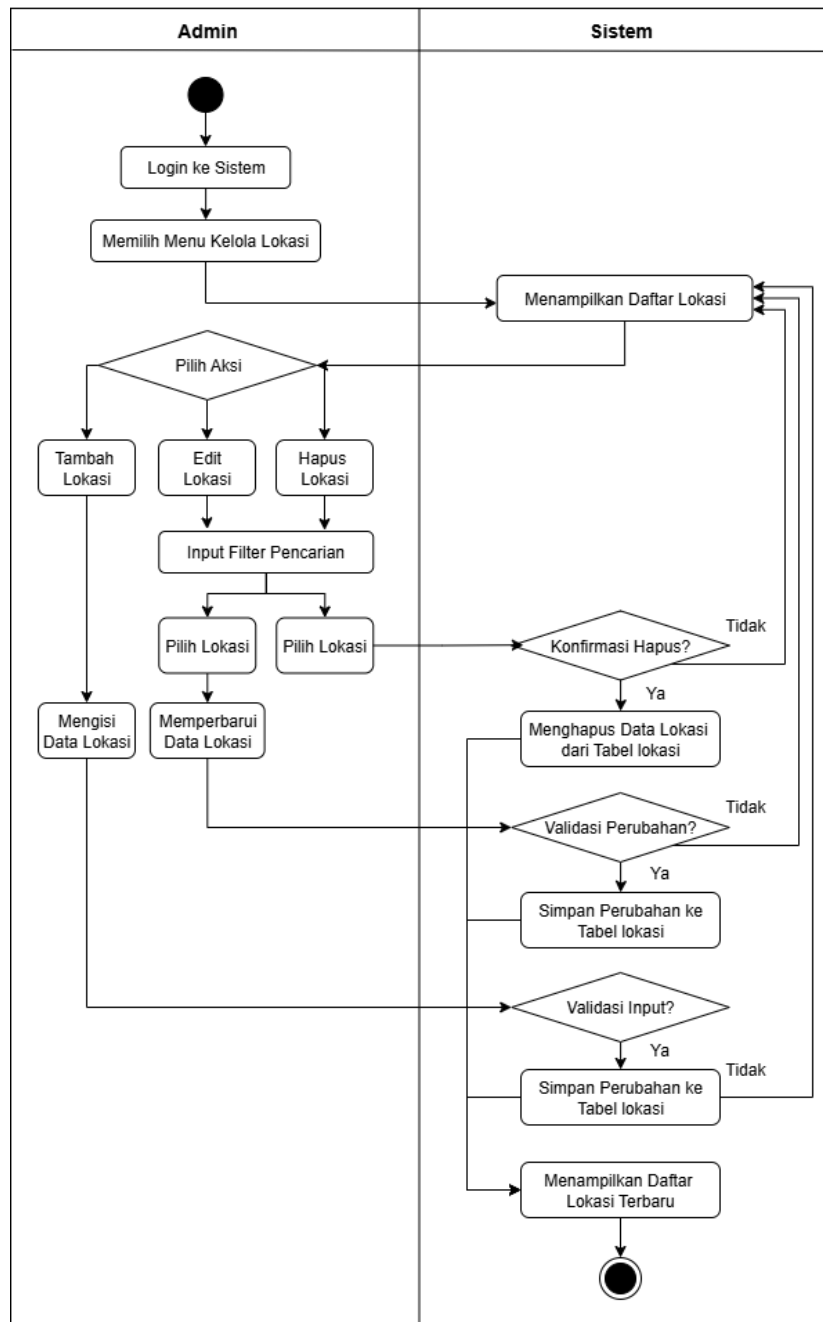 Admin
Sistem
Login ke Sistem
Memilih Menu Kelola Lokasi
Menampilkan Daftar Lokasi
Pilih Aksi
Tambah
Lokasi
Edit
Lokasi
Hapus
Lokasi
Input Filter Pencarian
Pilih Lokasi
Pilih Lokasi
Konfirmasi Hapus?
Tidak
Ya
Mengisi
Data Lokasi
Memperbarui
Data Lokasi
Menghapus Data Lokasi
dari Tabel lokasi
Validasi Perubahan?
Tidak
Ya
Simpan Perubahan ke
Tabel lokasi
Validasi Input?
Ya
Tidak
Simpan Perubahan ke
Tabel lokasi
Menampilkan Daftar
Lokasi Terbaru